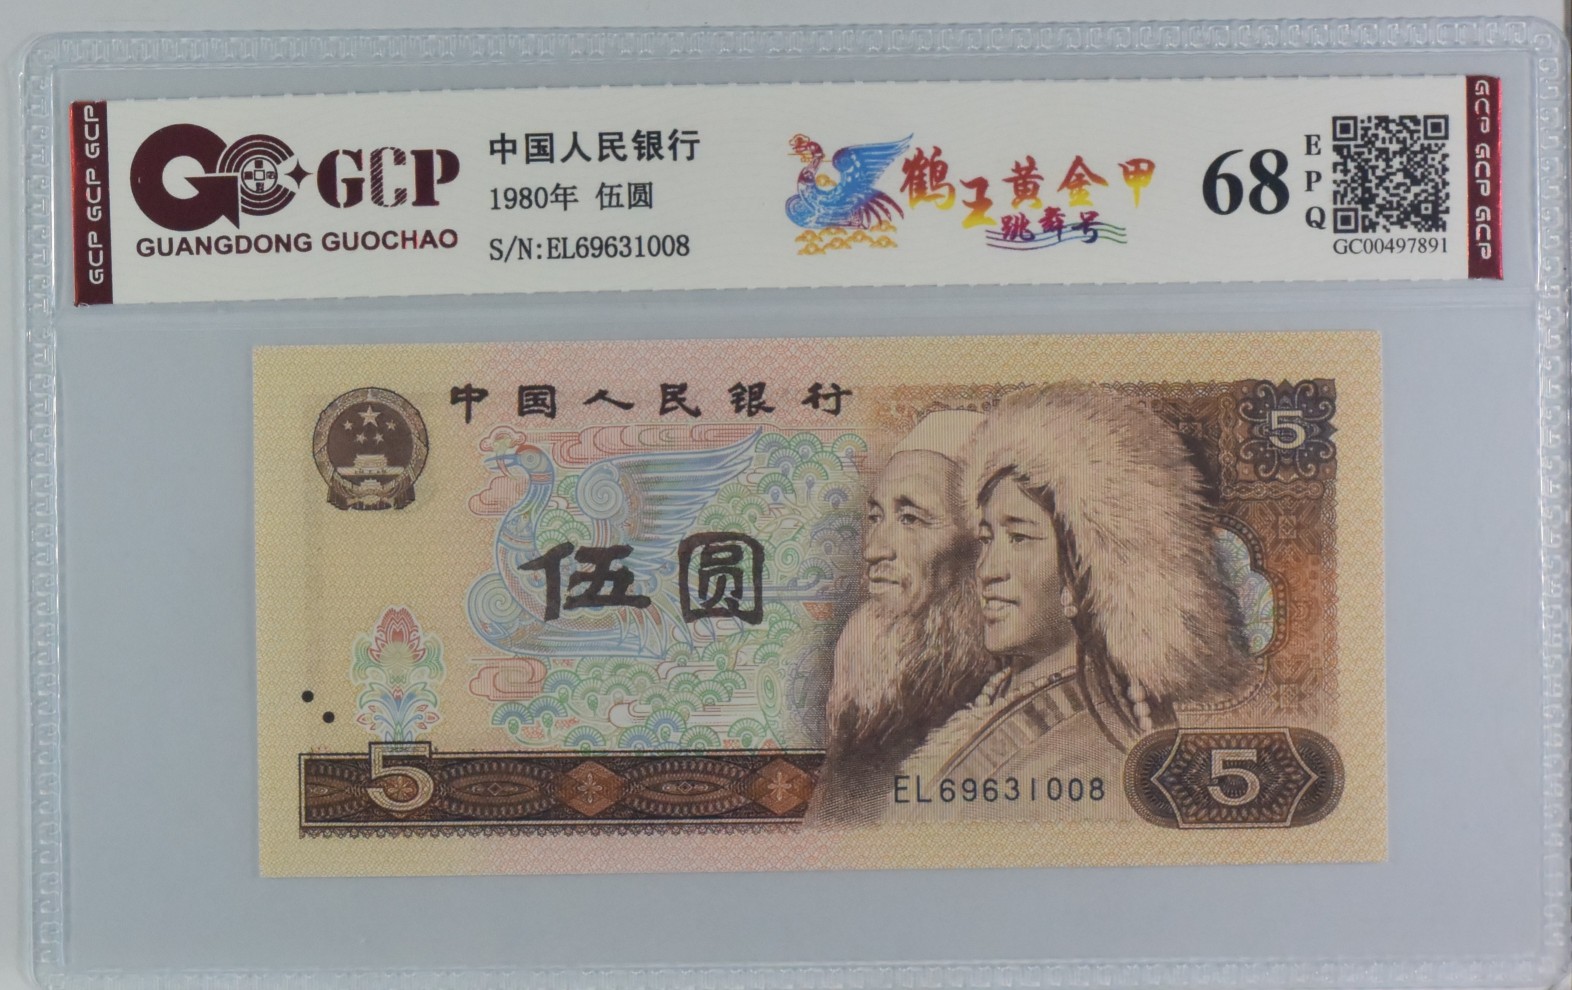 GCP GCP GCP
GCP
GUANGDONG GUOCHAO
中国人民银行
1980年 伍圆
S/N:EL69631008
鹤王黄金甲
跳舞号
68
EPQ
GC00497891
GCP GCP GCP
中国人民银行
5
伍圆
5
EL69631008
5